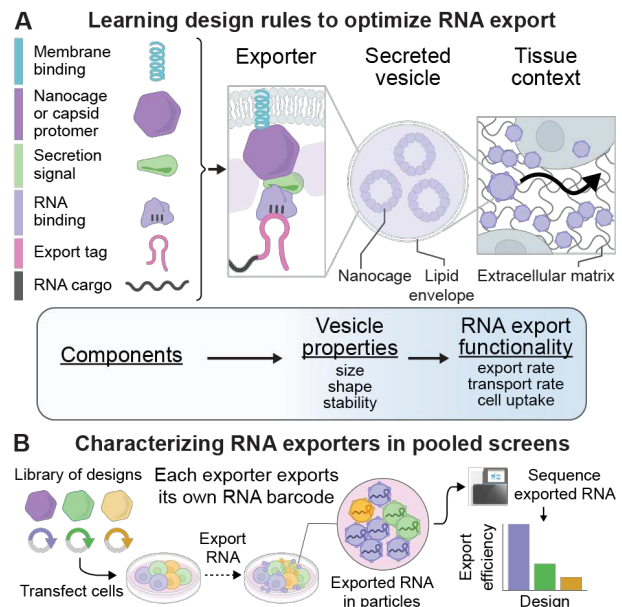 A Learning design rules to optimize RNA export
Membrane
binding
Nanocage
or capsid
protomer
Secretion
signal
RNA
binding
Export tag
RNA cargo
Exporter
Secreted
vesicle
Tissue
context
Nanocage
Lipid
envelope
Extracellular matrix
Components
Vesicle
properties
size
shape
stability
RNA export
functionality
export rate
transport rate
cell uptake
B Characterizing RNA exporters in pooled screens
Library of designs
Transfect cells
Each exporter exports
its own RNA barcode
Export
RNA
Exported RNA
in particles
Sequence
exported RNA
Export
efficiency
Design